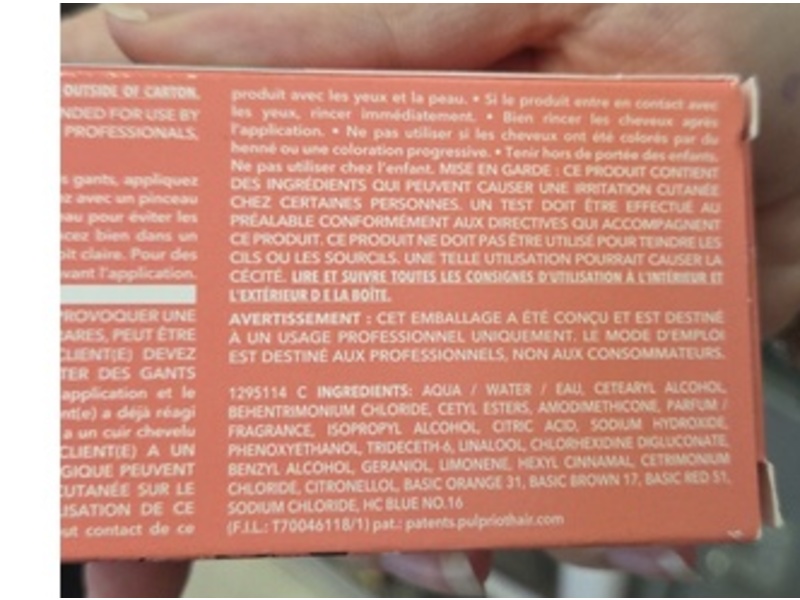 OUTSIDE OF CARTON.
NDED FOR USE BY
PROFESSIONALS.
s gants, appliquez
ez avec un pinceau
au pour éviter les
cez bien dans un
oit claire. Pour des
avant l'application.
PROVOQUER UNE
ARES, PEUT ÊTRE
CLIENT(E) DEVEZ
TER DES GANTS
application et le
nt(e) a déjà réagi
a un cuir chevelu
CLIENT(E) A UN
GIQUE PEUVENT
CUTANÉE SUR LE
ISATION DE CE
out contact de ce
produit avec les yeux et la peau. • Si le produit entre en contact avec
les yeux, rincer immédiatement. • Bien rincer les cheveux après
l'application. • Ne pas utiliser si les cheveux ont été colorés par du
henné ou une coloration progressive. • Tenir hors de portée des enfants.
Ne pas utiliser chez l'enfant. MISE EN GARDE : CE PRODUIT CONTIENT
DES INGRÉDIENTS QUI PEUVENT CAUSER UNE IRRITATION CUTANÉE
CHEZ CERTAINES PERSONNES. UN TEST DOIT ÊTRE EFFECTUÉ AU
PRÉALABLE CONFORMÉMENT AUX DIRECTIVES QUI ACCOMPAGNENT
CE PRODUIT. CE PRODUIT NE DOIT PAS ÊTRE UTILISÉ POUR TEINDRE LES
CILS OU LES SOURCILS. UNE TELLE UTILISATION POURRAIT CAUSER LA
CÉCITÉ. LIRE ET SUIVRE TOUTES LES CONSIGNES D'UTILISATION À L'INTÉRIEUR ET
L'EXTÉRIEUR D E LA BOÎTE.
AVERTISSEMENT : CET EMBALLAGE A ÉTÉ CONÇU ET EST DESTINÉ
À UN USAGE PROFESSIONNEL UNIQUEMENT. LE MODE D'EMPLOI
EST DESTINÉ AUX PROFESSIONNELS, NON AUX CONSOMMATEURS.
1295114 C INGREDIENTS: AQUA / WATER / EAU, CETEARYL ALCOHOL,
BEHENTRIMONIUM CHLORIDE, CETYL ESTERS, AMODIMETHICONE, PARFUM /
FRAGRANCE, ISOPROPYL ALCOHOL, CITRIC ACID, SODIUM HYDROXIDE,
PHENOXYETHANOL, TRIDECETH-6, LINALOOL, CHLORHEXIDINE DIGLUCONATE,
BENZYL ALCOHOL, GERANIOL, LIMONENE, HEXYL CINNAMAL, CETRIMONIUM
CHLORIDE, CITRONELLOL, BASIC ORANGE 31, BASIC BROWN 17, BASIC RED 51,
SODIUM CHLORIDE, HC BLUE NO.16
(F.I.L.: T70046118/1) pat.: patents.pulpriothair.com